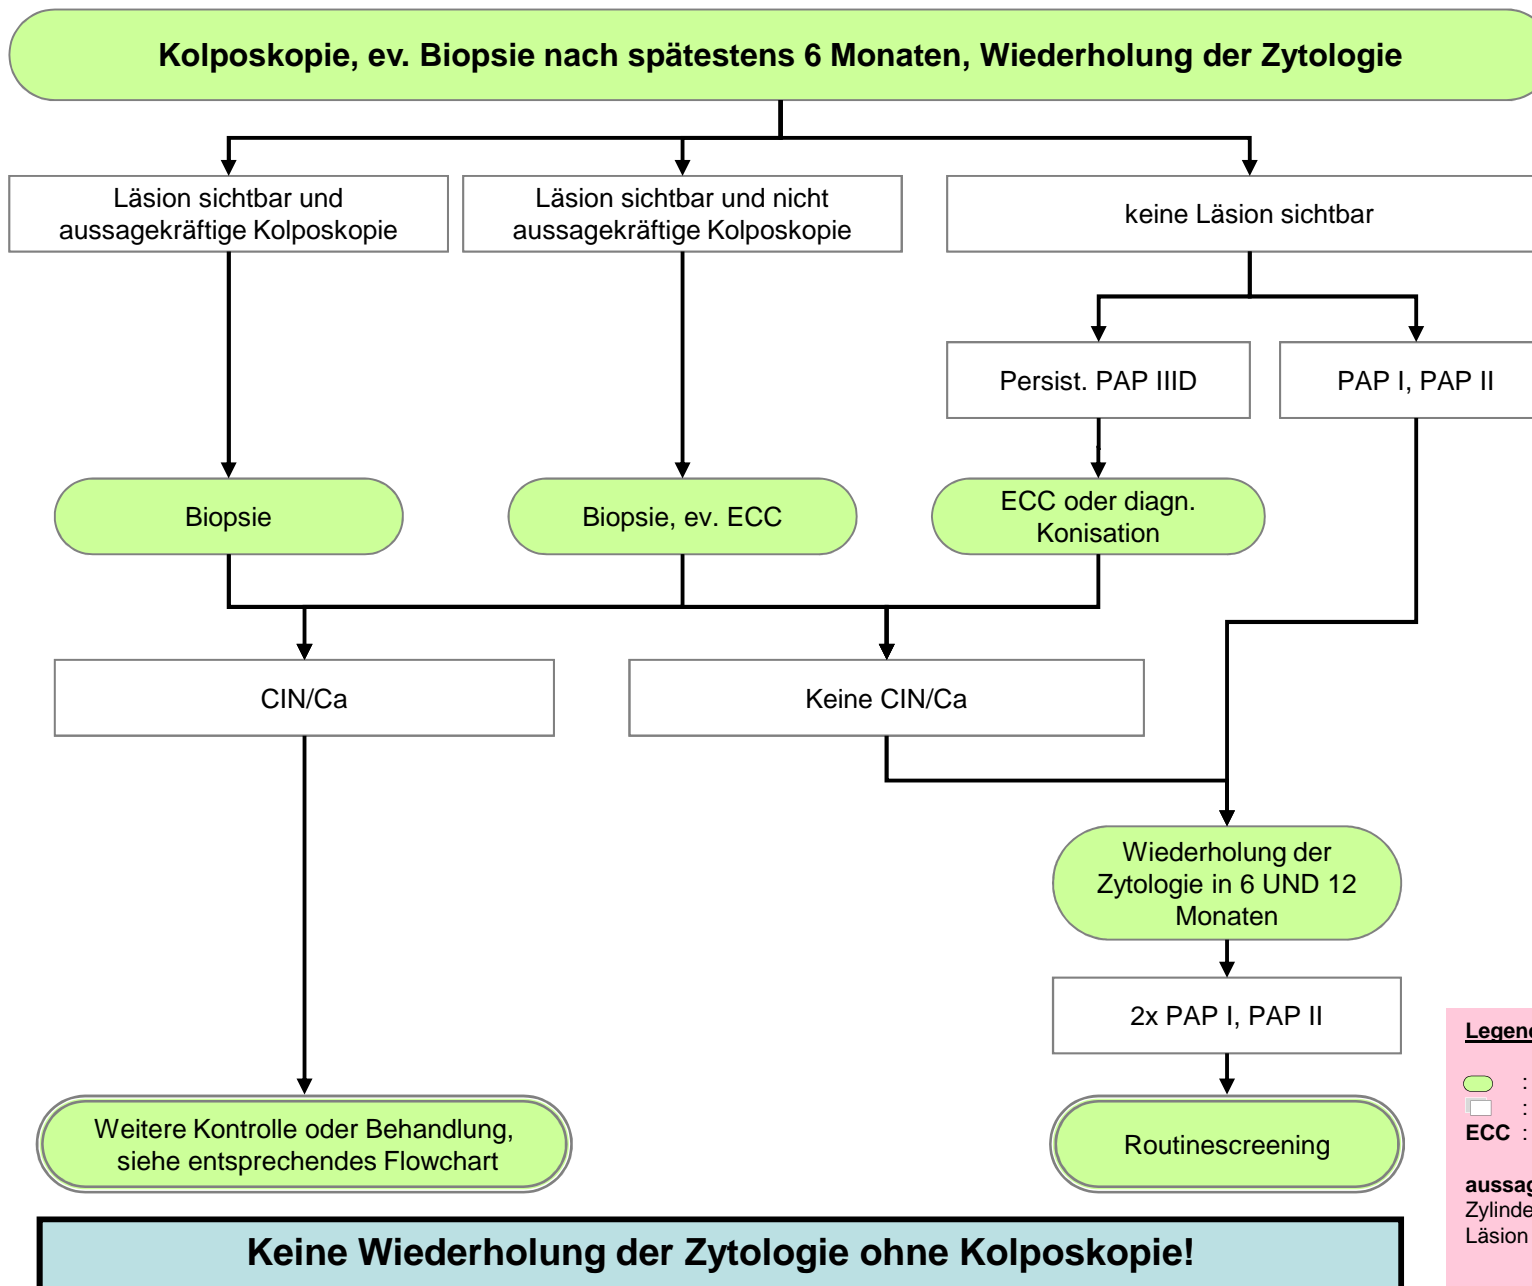 Kolposkopie, ev. Biopsie nach spätestens 6 Monaten, Wiederholung der Zytologie
Läsion sichtbar und
aussagekräftige Kolposkopie
Läsion sichtbar und nicht
aussagekräftige Kolposkopie
keine Läsion sichtbar
Persist. PAP IIID
PAP I, PAP II
Biopsie
Biopsie, ev. ECC
ECC oder diagn.
Konisation
CIN/Ca
Keine CIN/Ca
Wiederholung der
Zytologie in 6 UND 12
Monaten
2x PAP I, PAP II
Weitere Kontrolle oder Behandlung,
siehe entsprechendes Flowchart
Routinescreening
Keine Wiederholung der Zytologie ohne Kolposkopie!
:
:
ECC :
Läsion